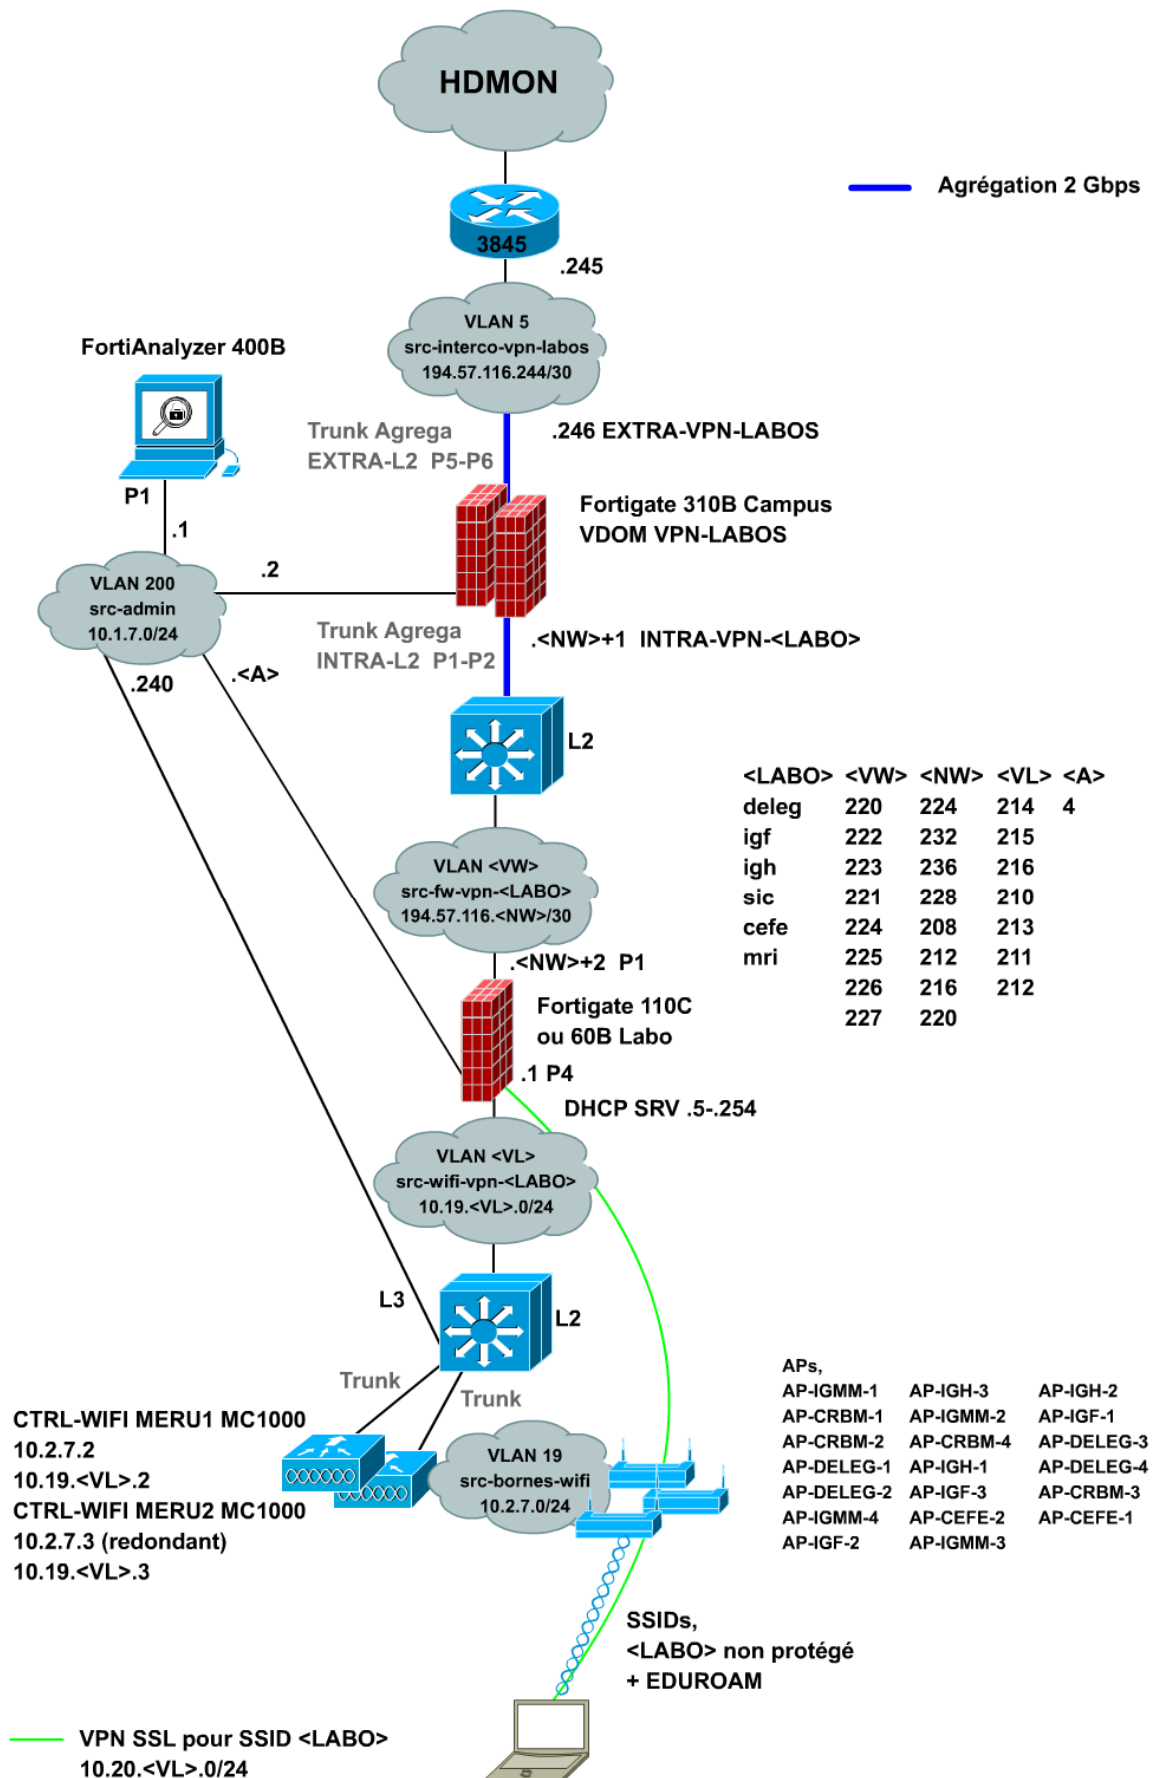 HDMON
Agrégation 2 Gbps
3845
.245
VLAN 5
src-interco-vpn-labos
194.57.116.244/30
FortiAnalyzer 400B
Trunk Agrega
EXTRA-L2 P5-P6
.246 EXTRA-VPN-LABOS
P1
.1
Fortigate 310B Campus
VDOM VPN-LABOS
VLAN 200
src-admin
10.1.7.0/24
.2
Trunk Agrega
INTRA-L2 P1-P2
.<NW>+1 INTRA-VPN-<LABO>
.240
.<A>
L2
<LABO> <VW> <NW> <VL> <A>
deleg 220 224 214 4
igf 222 232 215
igh 223 236 216
sic 221 228 210
cefe 224 208 213
mri 225 212 211
226 216 212
227 220
VLAN <VW>
src-fw-vpn-<LABO>
194.57.116.<NW>/30
.<NW>+2 P1
Fortigate 110C
ou 60B Labo
.1 P4
DHCP SRV .5-.254
VLAN <VL>
src-wifi-vpn-<LABO>
10.19.<VL>.0/24
L3
L2
Trunk
Trunk
CTRL-WIFI MERU1 MC1000
10.2.7.2
10.19.<VL>.2
CTRL-WIFI MERU2 MC1000
10.2.7.3 (redondant)
10.19.<VL>.3
VLAN 19
src-bornes-wifi
10.2.7.0/24
APs,
AP-IGMM-1 AP-IGH-3 AP-IGH-2
AP-CRBM-1 AP-IGMM-2 AP-IGF-1
AP-CRBM-2 AP-CRBM-4 AP-DELEG-3
AP-DELEG-1 AP-IGH-1 AP-DELEG-4
AP-DELEG-2 AP-IGF-3 AP-CRBM-3
AP-IGMM-4 AP-CEFE-2 AP-CEFE-1
AP-IGF-2 AP-IGMM-3
SSIDs,
<LABO> non protégé
+ EDUROAM
VPN SSL pour SSID <LABO>
10.20.<VL>.0/24